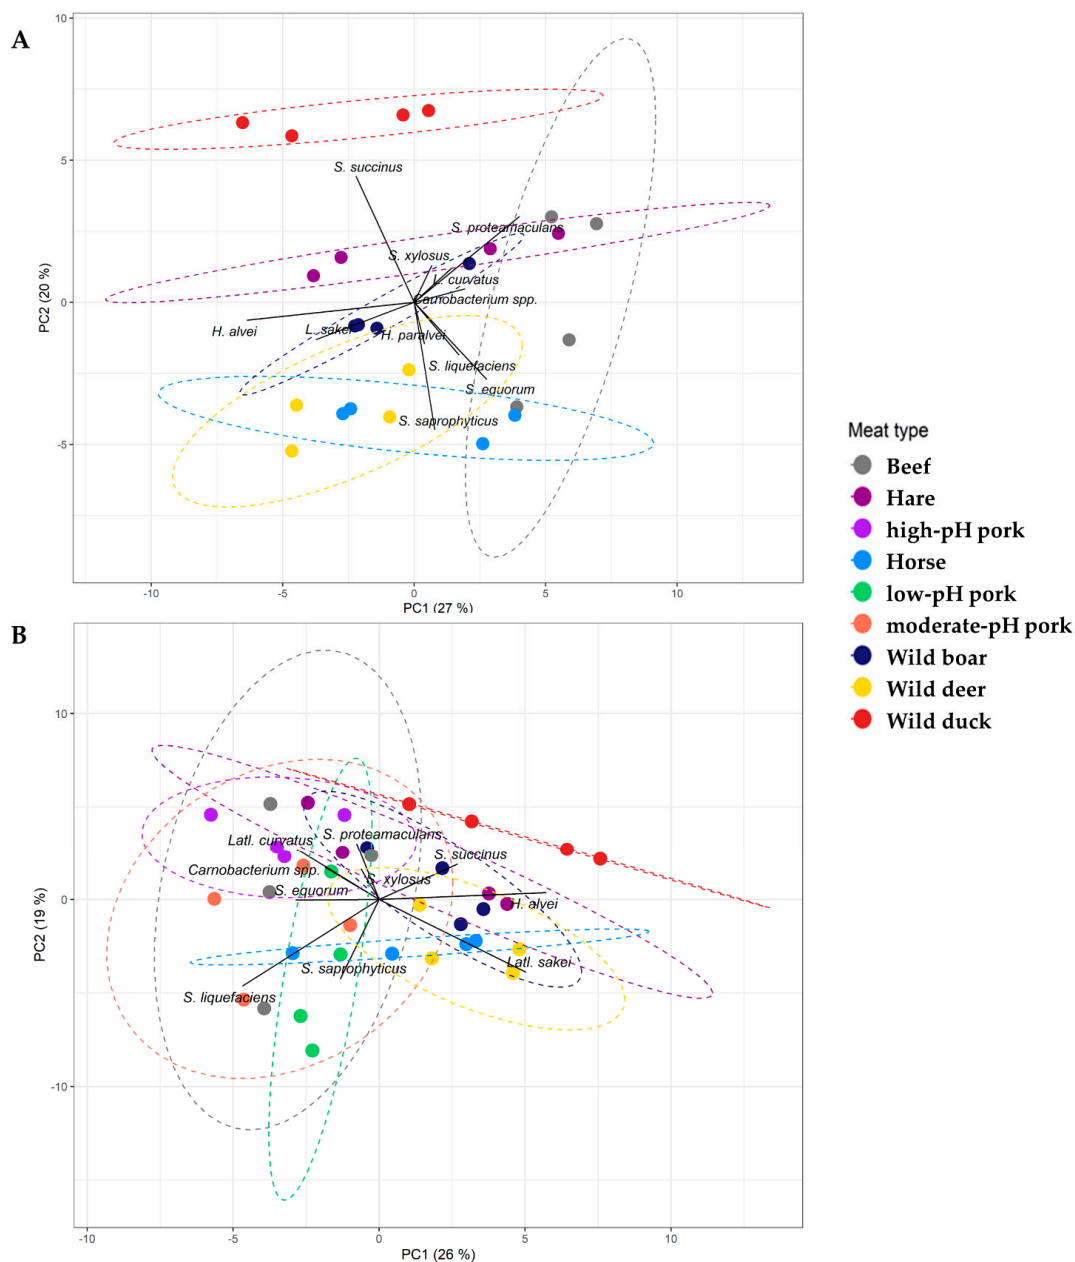 A
10
5
0
-5
PC2 (20 %)
S. succinus
S. proteamaculans
S. xylosus
L. curvatus
Carnobacterium spp.
H. alvei
L. sakei
H. paralvei
S. liquefaciens
S. equorum
S. saprophyticus
-10
-5
0
5
10
PC1 (27 %)
Meat type
Beef
Hare
high-pH pork
Horse
low-pH pork
moderate-pH pork
Wild boar
Wild deer
Wild duck
B
10
0
-10
PC2 (19 %)
S. proteamaculans
Latl. curvatus
S. succinus
Carnobacterium spp.
S. xylosus
S. equorum
H. alvei
Latl. sakei
S. saprophyticus
S. liquefaciens
-10
-5
0
5
10
PC1 (26 %)